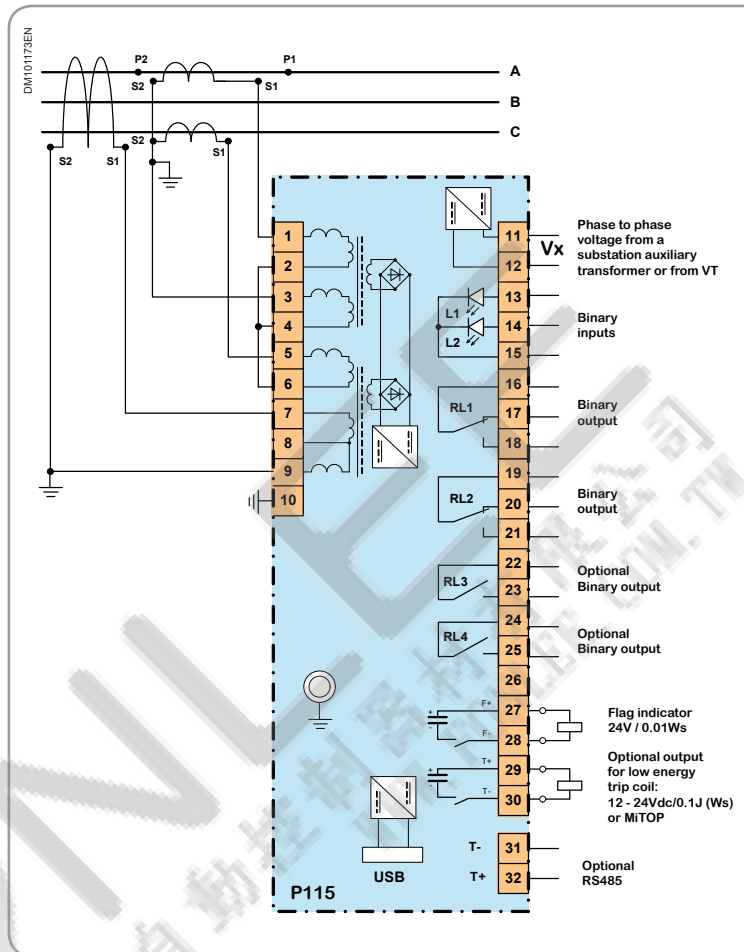 DM101173EN
P2
P1
S2
S1
A
B
S2
S1
C
S2
S1
1
2
3
4
5
6
7
8
9
10
11
12
Vx
Phase to phase
voltage from a
substation auxiliary
transformer or from VT
13
L1
14
L2
15
Binary
inputs
16
RL1
17
18
Binary
output
19
RL2
20
21
Binary
output
22
RL3
23
Optional
Binary output
24
RL4
25
Optional
Binary output
26
F+
27
+
-
F-
28
Flag indicator
24V / 0.01Ws
T+
29
+
-
T-
30
Optional output
for low energy
trip coil:
12 - 24Vdc/0.1J (Ws)
or MiTOP
USB
T-
31
T+
32
Optional
RS485
P115